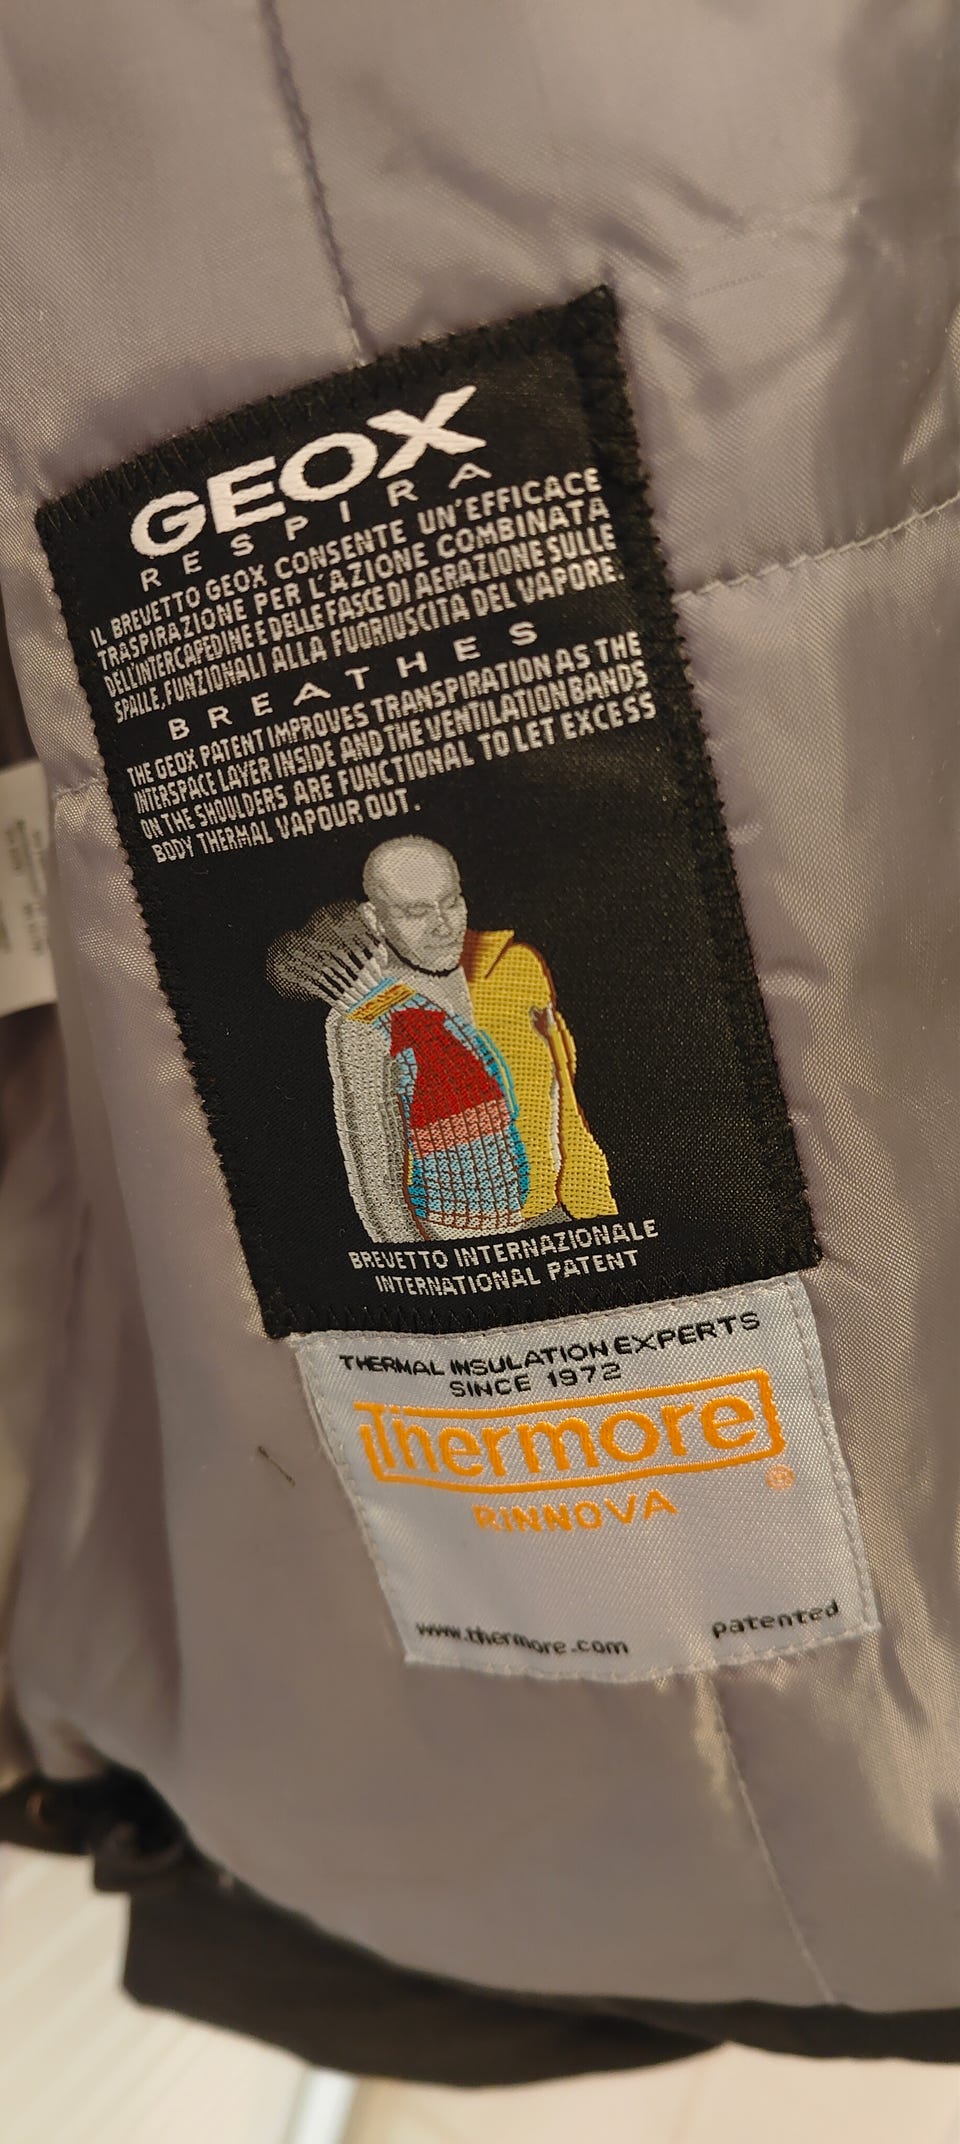 GEOX
RESPIRA
IL BREVETTO GEOX CONSENTE UN'EFFICACE
TRASPIRAZIONE PER L'AZIONE COMBINATA
DELL'INTERCAPEDINE E DELLE FASCE DI AERAZIONE SULLE
SPALLE, FUNZIONALI ALLA FUORIUSCITA DEL VAPORE.
BREATHES
THE GEOX PATENT IMPROVES TRANSPIRATION AS THE
INTERSPACE LAYER INSIDE AND THE VENTILATION BANDS
ON THE SHOULDERS ARE FUNCTIONAL TO LET EXCESS
BODY THERMAL VAPOUR OUT.
BREVETTO INTERNAZIONALE
INTERNATIONAL PATENT
THERMAL INSULATION EXPERTS
SINCE 1972
Thermore
®
RINNOVA
www.thermore.com patented